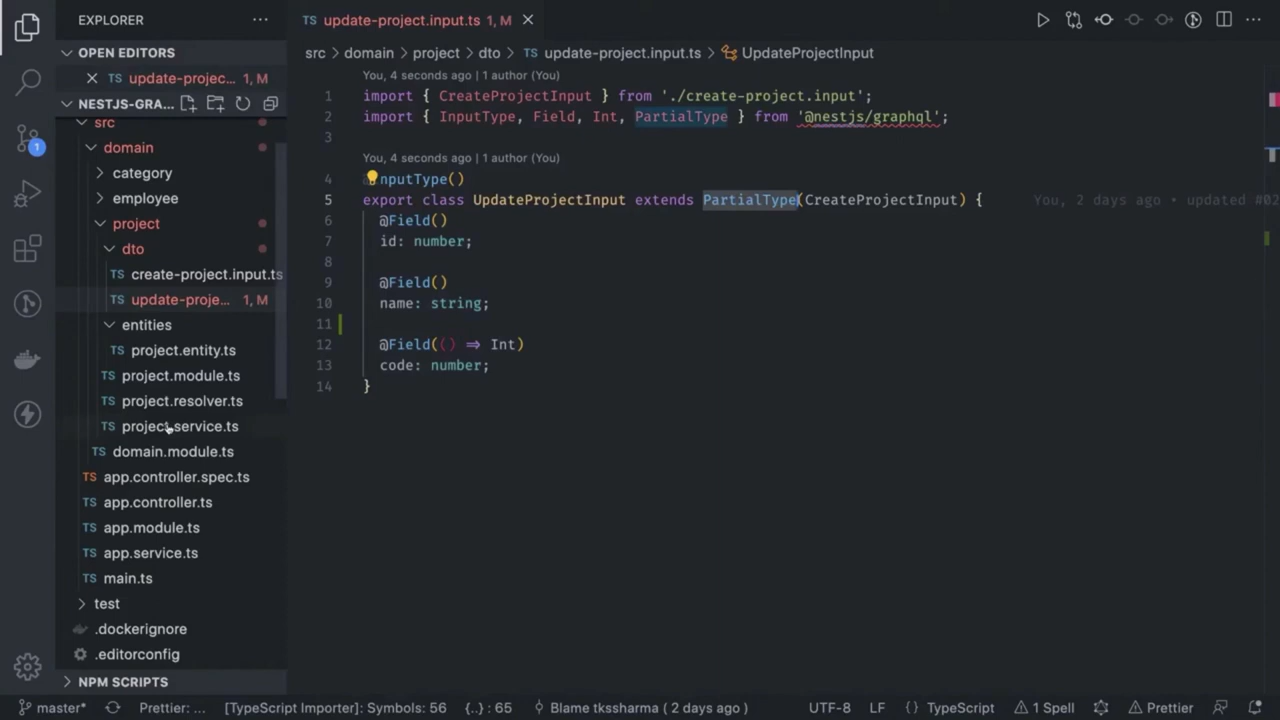 EXPLORER
OPEN EDITORS
TS update-projec... 1, M
NESTJS-GRA...
src
domain
category
employee
project
dto
TS create-project.input.ts
TS update-proje... 1, M
entities
TS project.entity.ts
TS project.module.ts
TS project.resolver.ts
TS project.service.ts
TS domain.module.ts
TS app.controller.spec.ts
TS app.controller.ts
TS app.module.ts
TS app.service.ts
TS main.ts
test
.dockerignore
.editorconfig
NPM SCRIPTS
1
TS update-project.input.ts 1, M
src > domain > project > dto > TS update-project.input.ts > UpdateProjectInput
You, 4 seconds ago | 1 author (You)
1 import { CreateProjectInput } from './create-project.input';
2 import { InputType, Field, Int, PartialType } from '@nestjs/graphql';
3
You, 4 seconds ago | 1 author (You)
4 nputType()
5 export class UpdateProjectInput extends PartialType(CreateProjectInput) { You, 2 days ago • updated #02
6 @Field()
7 id: number;
8
9 @Field()
10 name: string;
11
12 @Field(() => Int)
13 code: number;
14 }
master* Prettier: ... [TypeScript Importer]: Symbols: 56 {..} : 65 Blame tkssharma ( 2 days ago ) UTF-8 LF {} TypeScript 1 Spell Prettier